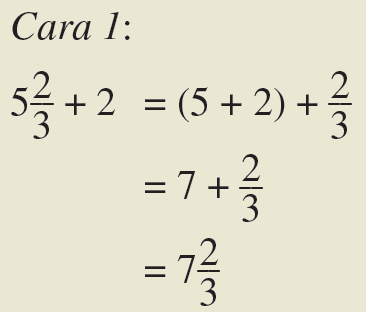 Cara 1:
5 2/3 + 2 = (5 + 2) + 2/3
= 7 + 2/3
= 7 2/3